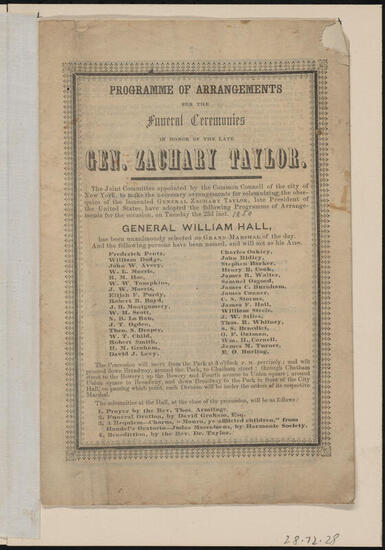 PROGRAMME OF ARRANGEMENTS
FOR THE
Funeral Ceremonies
IN HONOR OF THE LATE
GEN. ZACHARY TAYLOR.
The Joint Committee appointed by the Common Council of the city of
New York, to make the necessary arrangements for solemnizing the obse-
quies of the lamented GENERAL ZACHARY TAYLOR, late President of
the United States, have adopted the following Programme of Arrange-
ments for the occasion, on Tuesday the 23d inst. 1850
GENERAL WILLIAM HALL,
has been unanimously selected as GRAND-MARSHAL of the day.
And the following persons have been named, and will act as his AIDS.
Frederick Pentz,
William Dodge,
John W. Avery,
W. L. Morris,
R. M. Hoe,
W. W. Tompkins,
J. W. Morris,
Elijah F. Purdy,
Robert B. Boyd,
J. B. Montgomery,
W. M. Scott,
N. B. La Bau,
J. T. Ogden,
Thos. S. Draper,
W. T. Child,
Robert Smith,
H. M. Graham,
David J. Levy,
Charles Oakley,
John Ridley,
Stephen Barker,
Henry B. Cook,
James R. Walter,
Samuel Osgood,
James C. Burnham,
James Conner,
C. S. Storms,
James F. Hall,
William Steele,
J. W. Stiles,
Thos. R. Whitney,
S. S. Benedict,
G. F. Oatman,
Wm. H. Cornell,
James M. Turner,
E. O. Burling,
The Procession will move from the Park at 3 o'clock P. M. precisely; and will
proceed down Broadway, around the Park, to Chatham street; through Chatham
street to the Bowery; up the Bowery and Fourth avenue to Union square; around
Union square to Broadway, and down Broadway to the Park in front of the City
Hall; on passing which point each Division will be under the orders of its respective
Marshal.
The solemnities at the Hall, at the close of the procession, will be as follows:
1. Prayer by the Rev. Thos. Armitage.
2. Funeral Oration, by David Graham, Esq.
3. A Requiem—Chorus, "Mourn, ye afflicted children," from
Handel's Oratorio—Judas Maccabeus, by Harmonic Society.
4. Benediction, by the Rev. Dr. Taylor.
28.72.28